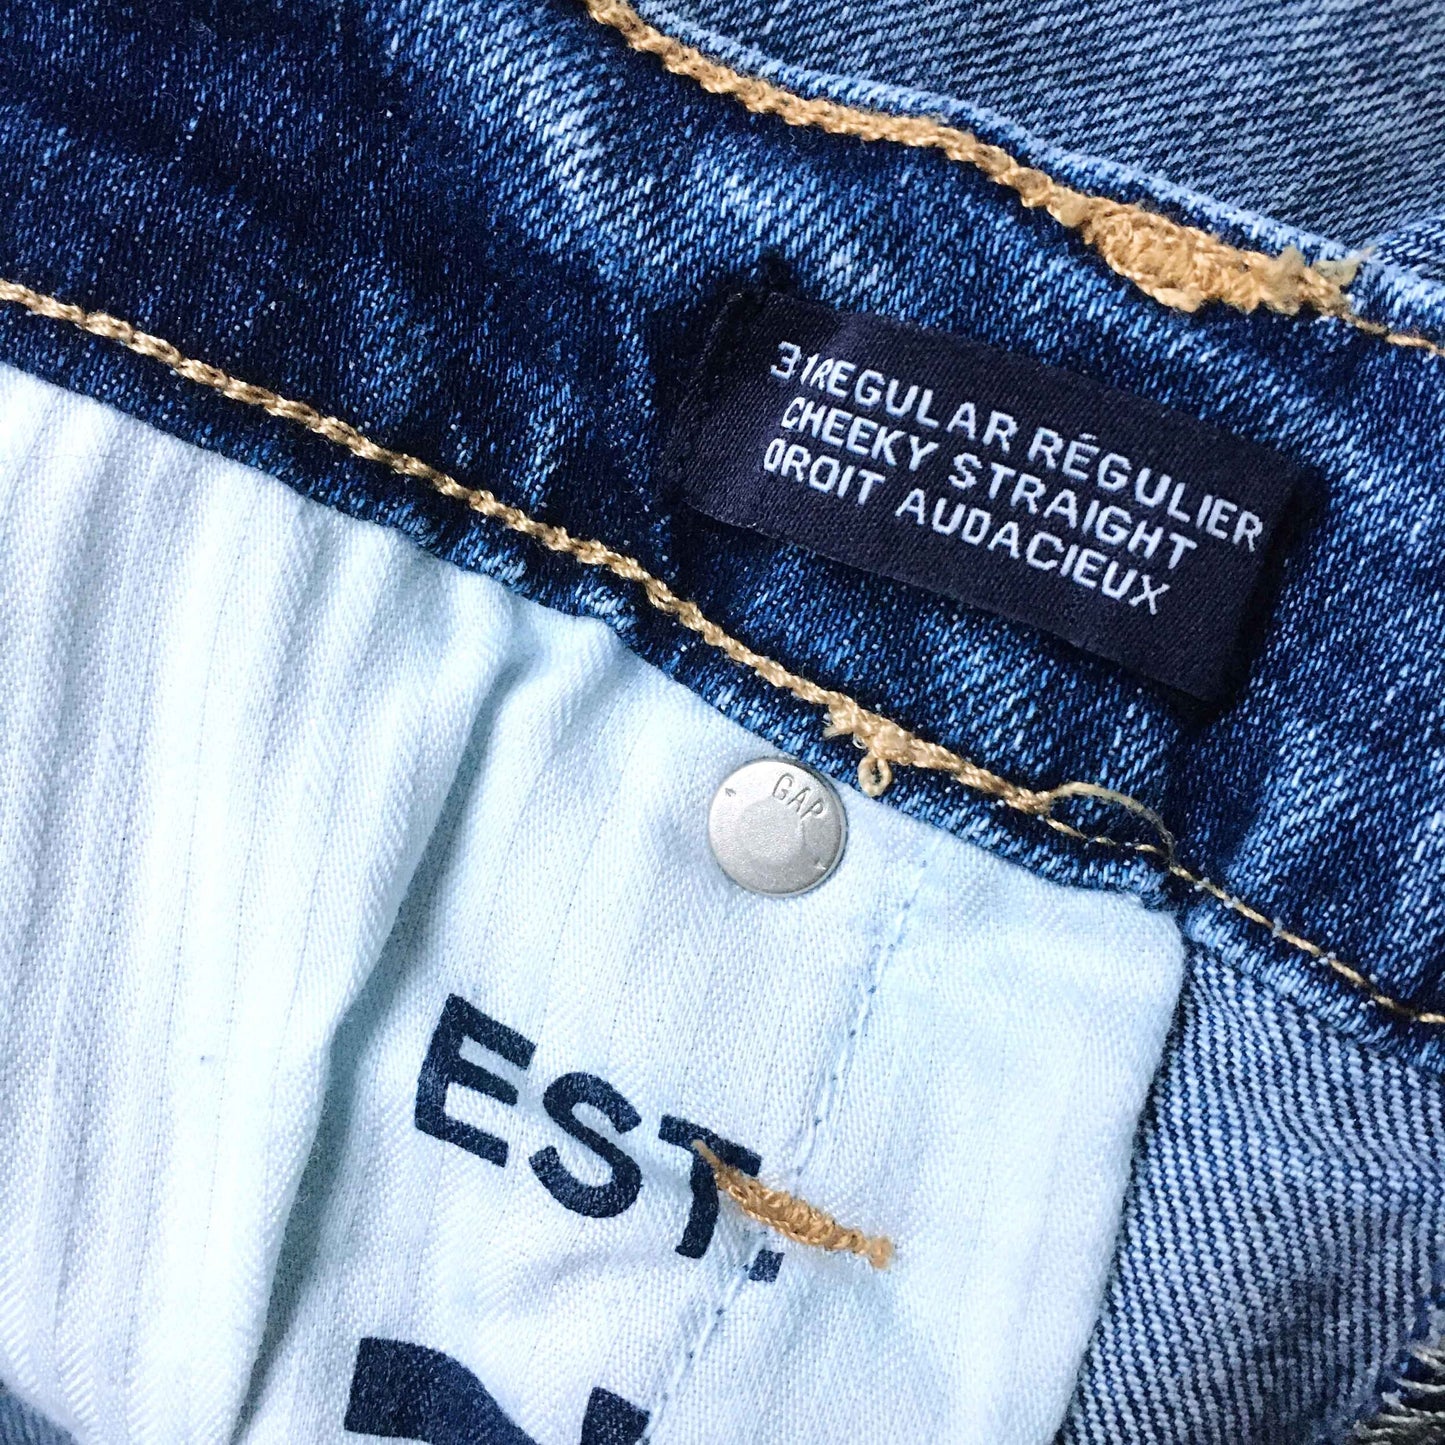 31REGULAR RÉGULIER
CHEEKY STRAIGHT
DROIT AUDACIEUX
GAP
EST.